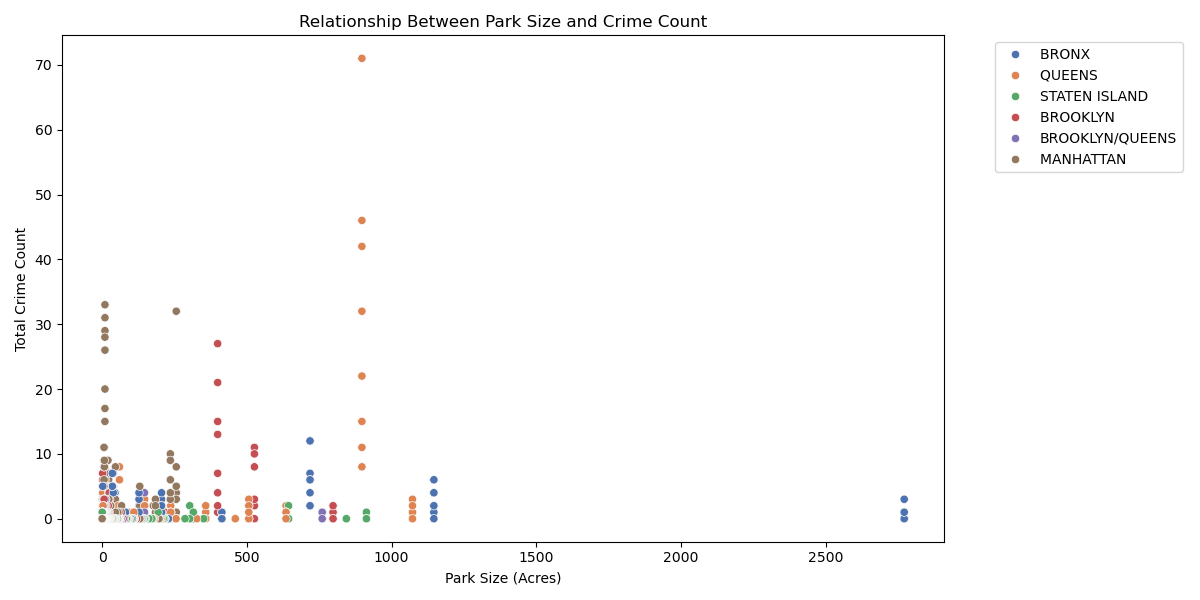 Relationship Between Park Size and Crime Count
Total Crime Count
70
60
50
40
30
20
10
0
0
500
1000
1500
2000
2500
Park Size (Acres)
BRONX
QUEENS
STATEN ISLAND
BROOKLYN
BROOKLYN/QUEENS
MANHATTAN